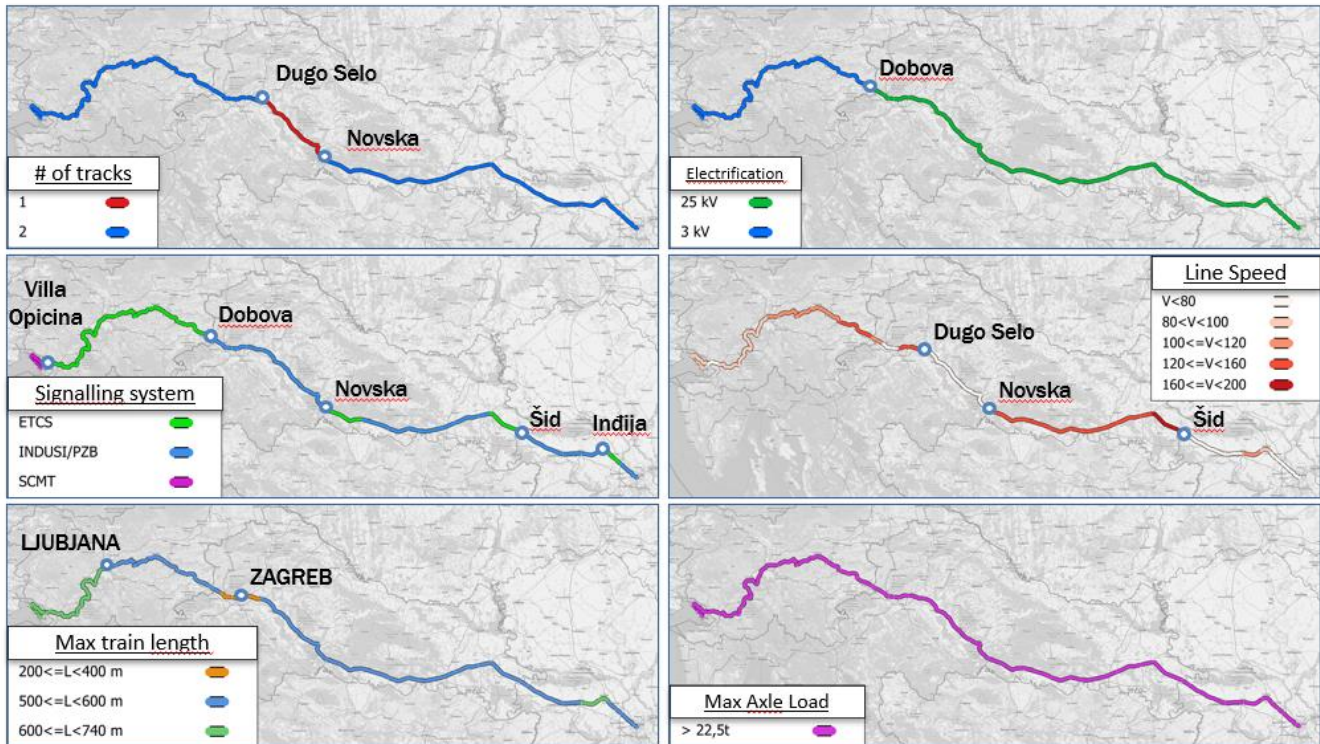 Dugo Selo
Novska
# of tracks
1
2
Dobova
Electrification
25 kV
3 kV
Villa
Opicina
Dobova
Novska
Šid
Inđija
Signalling system
ETCS
INDUSI/PZB
SCMT
Line Speed
V<80
80<V<100
100<=V<120
120<=V<160
160<=V<200
Dugo Selo
Novska
Šid
LJUBJANA
ZAGREB
Max train length
200<=L<400 m
500<=L<600 m
600<=L<740 m
Max Axle Load
> 22,5t